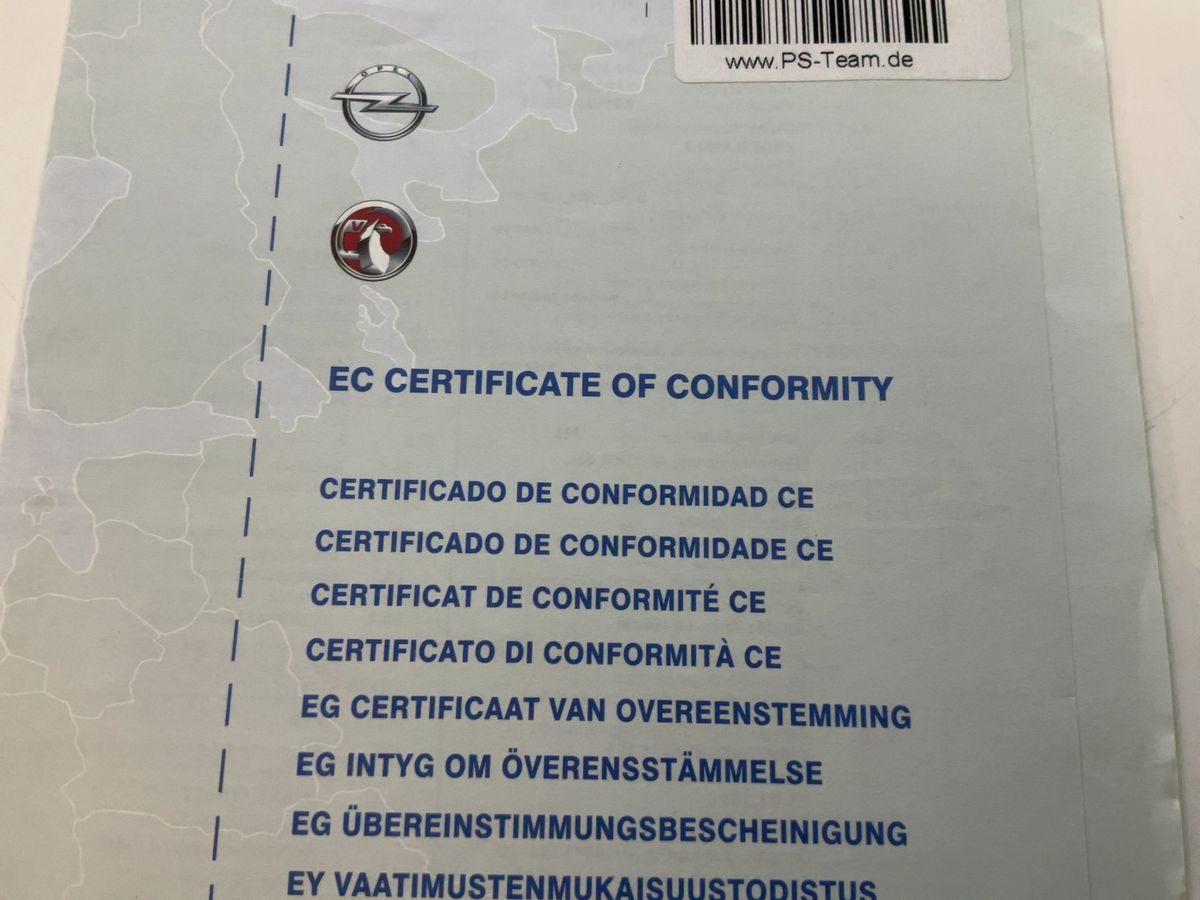 www.PS-Team.de
OPEL
V
EC CERTIFICATE OF CONFORMITY
CERTIFICADO DE CONFORMIDAD CE
CERTIFICADO DE CONFORMIDADE CE
CERTIFICAT DE CONFORMITÉ CE
CERTIFICATO DI CONFORMITÀ CE
EG CERTIFICAAT VAN OVEREENSTEMMING
EG INTYG OM ÖVERENSSTÄMMELSE
EG ÜBEREINSTIMMUNGSBESCHEINIGUNG
EY VAATIMUSTENMUKAISUUSTODISTUS